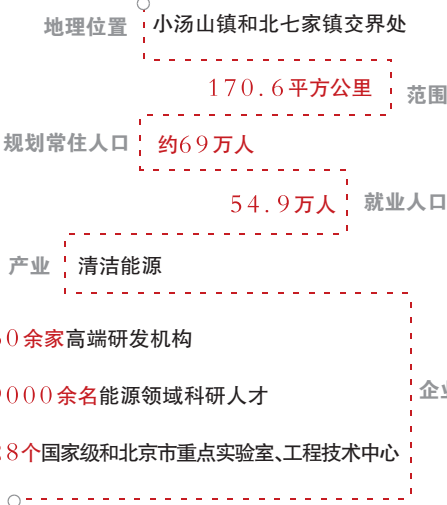 地理位置 小汤山镇和北七家镇交界处
170.6平方公里 范围
规划常住人口 约69万人
54.9万人 就业人口
产业 清洁能源
0余家高端研发机构
000余名能源领域科研人才
企业
8个国家级和北京市重点实验室、工程技术中心